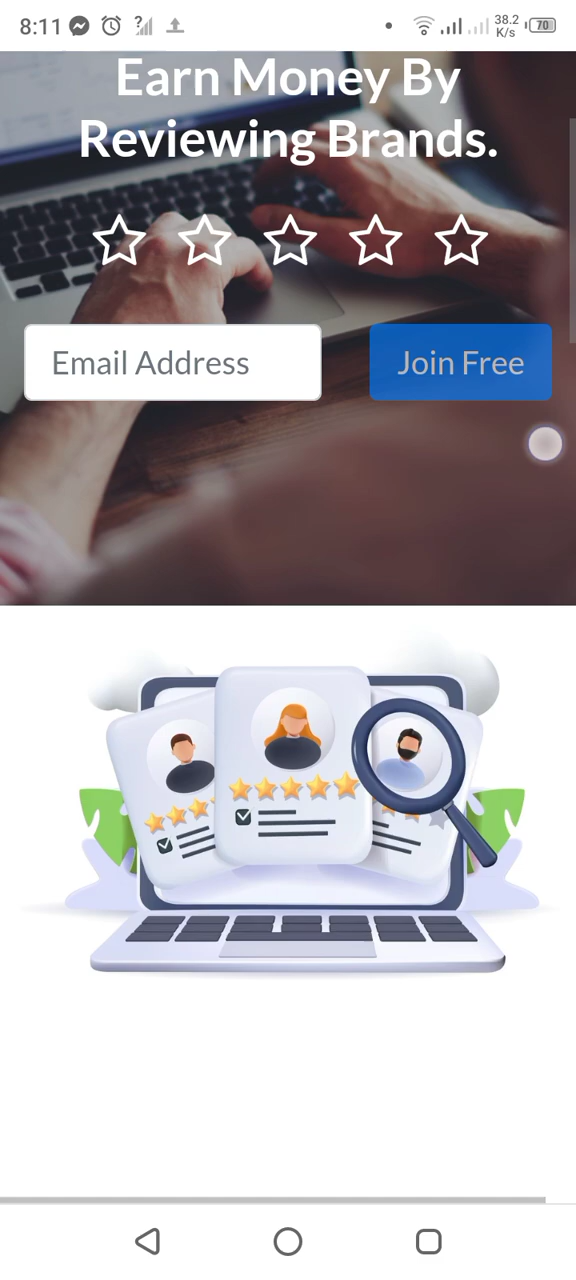 8:11
38.2
K/s
70
Earn Money By
Reviewing Brands.
Email Address
Join Free